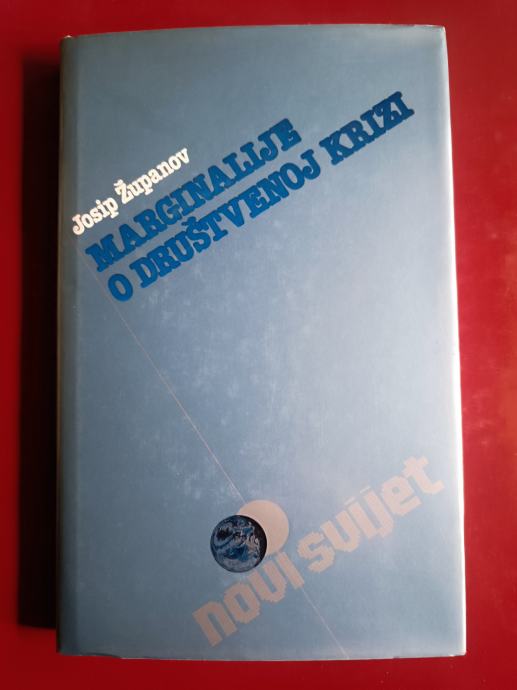 Josip Županov
MARGINALIJE
O DRUŠTVENOJ KRIZI
novi svijet